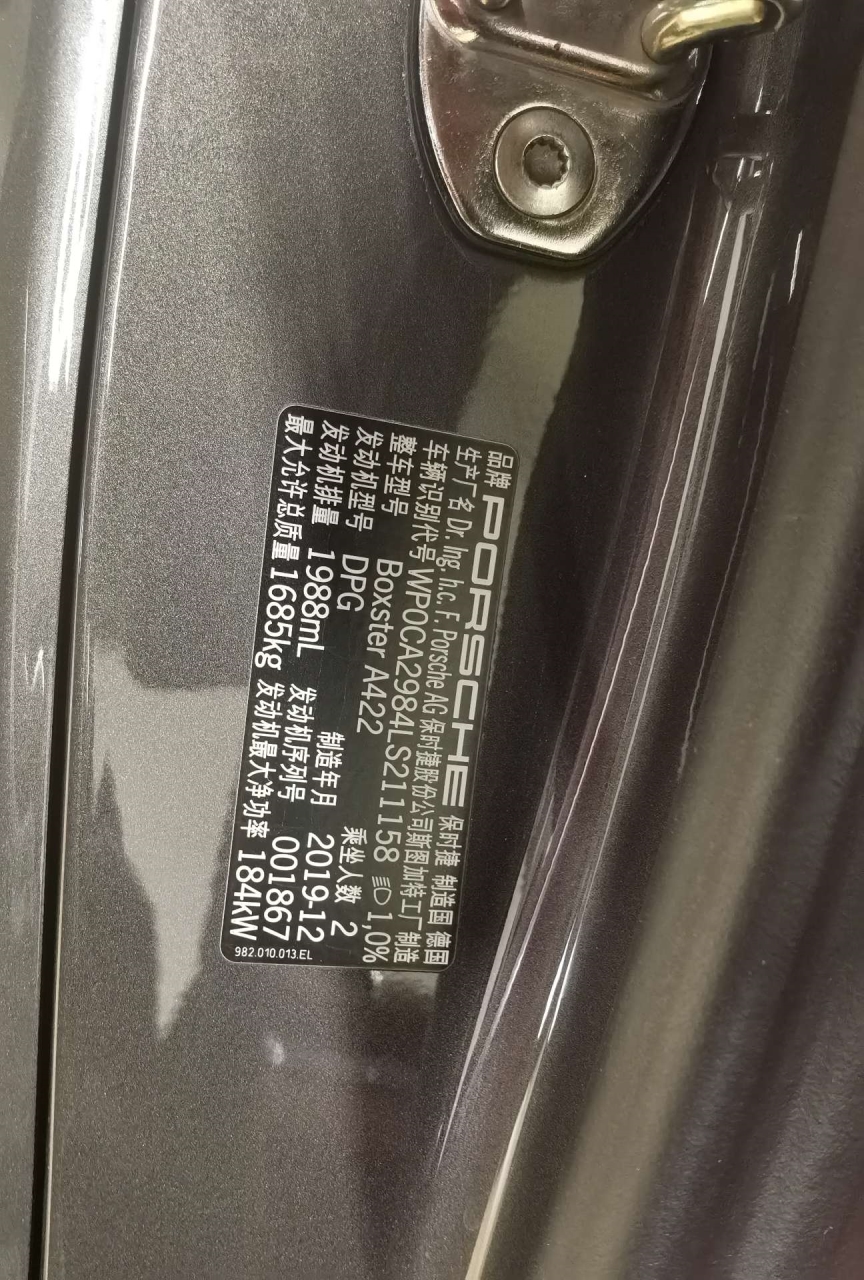 品牌 PORSCHE 保时捷 制造国 德国
生产厂名 Dr. Ing. h.c. F. Porsche AG 保时捷股份公司斯图加特工厂制造
车辆识别代号 WP0CA2984LS211158 1,0%
整车型号 Boxster A422
发动机型号 DPG 乘坐人数 2
发动机排量 1988mL 制造年月 2019-12
发动机序列号 001867
最大允许总质量 1685kg 发动机最大净功率 184kW
982.010.013.EL